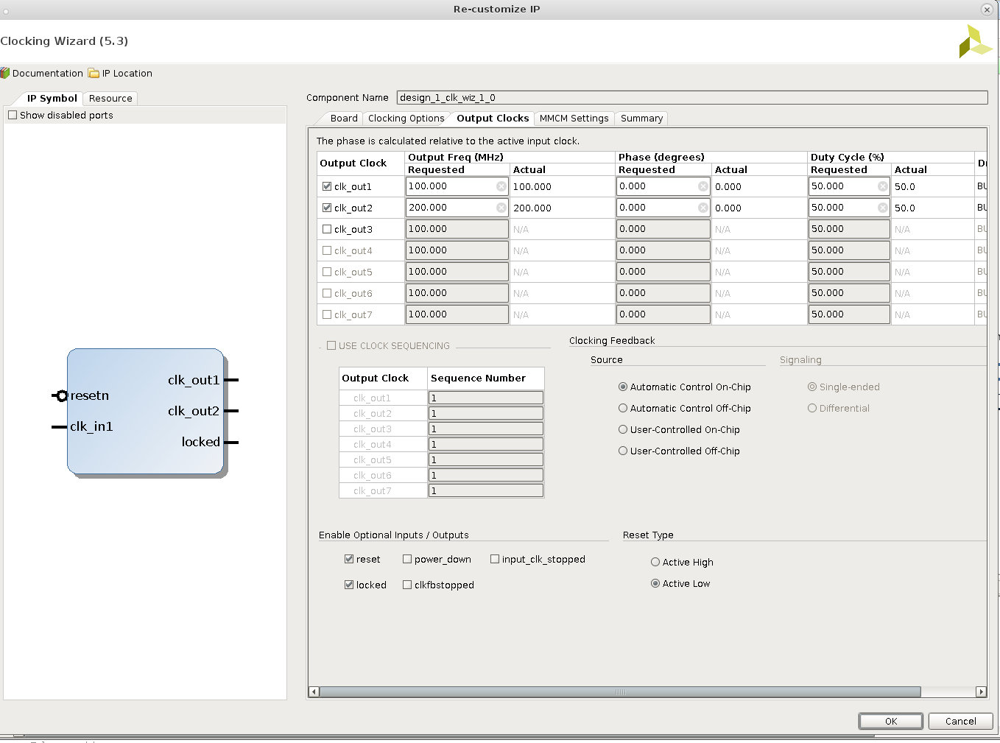 Re-customize IP
Clocking Wizard (5.3)
Documentation IP Location
IP Symbol Resource
Show disabled ports
resetn
clk_in1
clk_out1
clk_out2
locked
Component Name design_1_clk_wiz_1_0
Board Clocking Options Output Clocks MMCM Settings Summary
The phase is calculated relative to the active input clock.
Output Clock Output Freq (MHz) Phase (degrees) Duty Cycle (%)
Requested Actual Requested Actual Requested Actual
clk_out1 100.000 100.000 0.000 0.000 50.000 50.0
clk_out2 200.000 200.000 0.000 0.000 50.000 50.0
clk_out3 100.000 N/A 0.000 N/A 50.000 N/A
clk_out4 100.000 N/A 0.000 N/A 50.000 N/A
clk_out5 100.000 N/A 0.000 N/A 50.000 N/A
clk_out6 100.000 N/A 0.000 N/A 50.000 N/A
clk_out7 100.000 N/A 0.000 N/A 50.000 N/A
USE CLOCK SEQUENCING
Output Clock Sequence Number
clk_out1 1
clk_out2 1
clk_out3 1
clk_out4 1
clk_out5 1
clk_out6 1
clk_out7 1
Clocking Feedback
Source Signaling
Automatic Control On-Chip Single-ended
Automatic Control Off-Chip Differential
User-Controlled On-Chip
User-Controlled Off-Chip
Enable Optional Inputs / Outputs
reset power_down input_clk_stopped
locked clkfbstopped
Reset Type
Active High
Active Low
OK Cancel